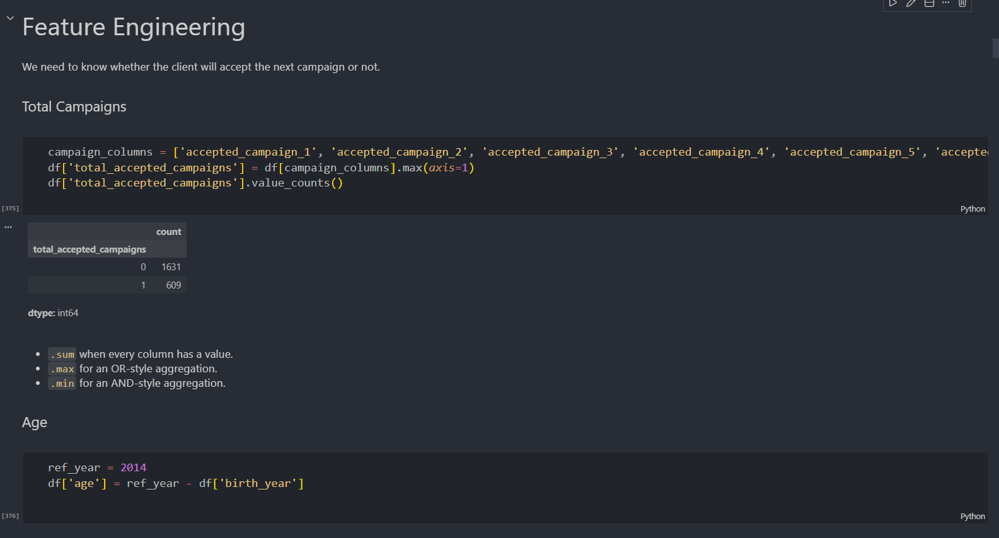 Feature Engineering
We need to know whether the client will accept the next campaign or not.
Total Campaigns
campaign_columns = ['accepted_campaign_1', 'accepted_campaign_2', 'accepted_campaign_3', 'accepted_campaign_4', 'accepted_campaign_5', 'accepte
df['total_accepted_campaigns'] = df[campaign_columns].max(axis=1)
df['total_accepted_campaigns'].value_counts()
[375]
Python
count
total_accepted_campaigns
0 1631
1 609
dtype: int64
• .sum when every column has a value.
• .max for an OR-style aggregation.
• .min for an AND-style aggregation.
Age
ref_year = 2014
df['age'] = ref_year - df['birth_year']
[376]
Python